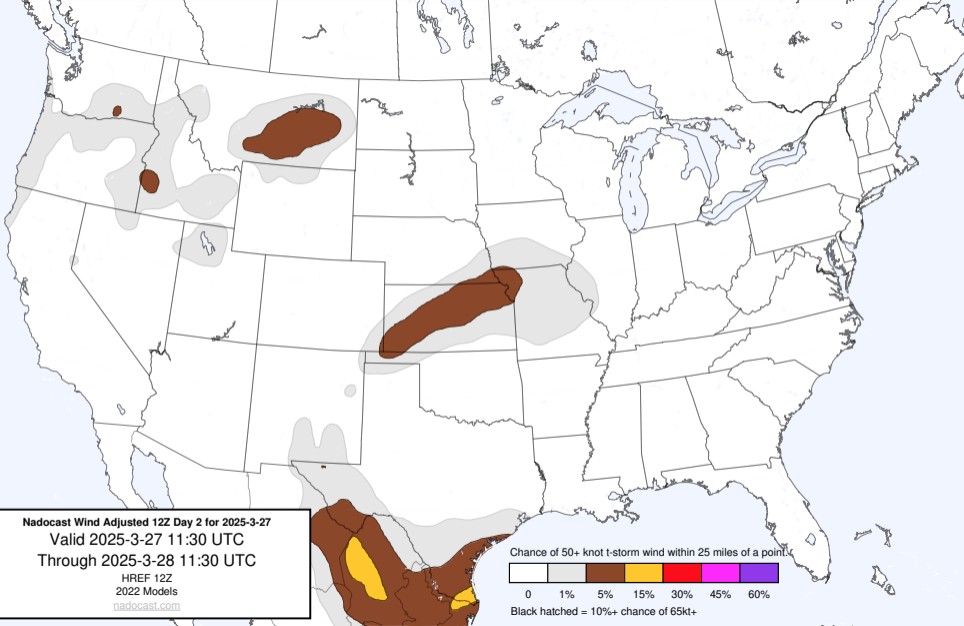 Nadocast Wind Adjusted 12Z Day 2 for 2025-3-27
Valid 2025-3-27 11:30 UTC
Through 2025-3-28 11:30 UTC
HREF 12Z
2022 Models
nadocast.com
Chance of 50+ knot t-storm wind within 25 miles of a point.
0 1% 5% 15% 30% 45% 60%
Black hatched = 10%+ chance of 65kt+